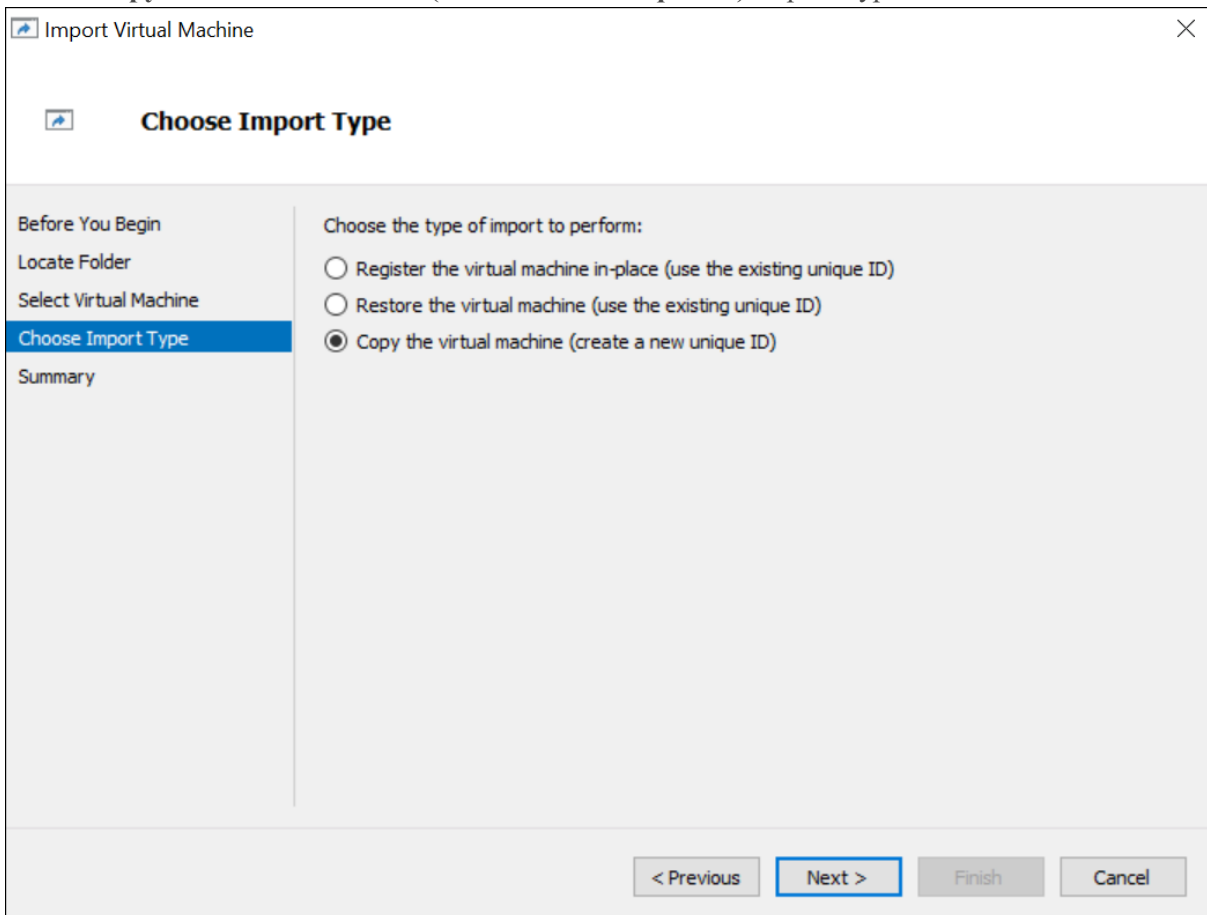 Import Virtual Machine
Choose Import Type
Before You Begin
Locate Folder
Select Virtual Machine
Choose Import Type
Summary
Choose the type of import to perform:
Register the virtual machine in-place (use the existing unique ID)
Restore the virtual machine (use the existing unique ID)
Copy the virtual machine (create a new unique ID)
< Previous
Next >
Finish
Cancel